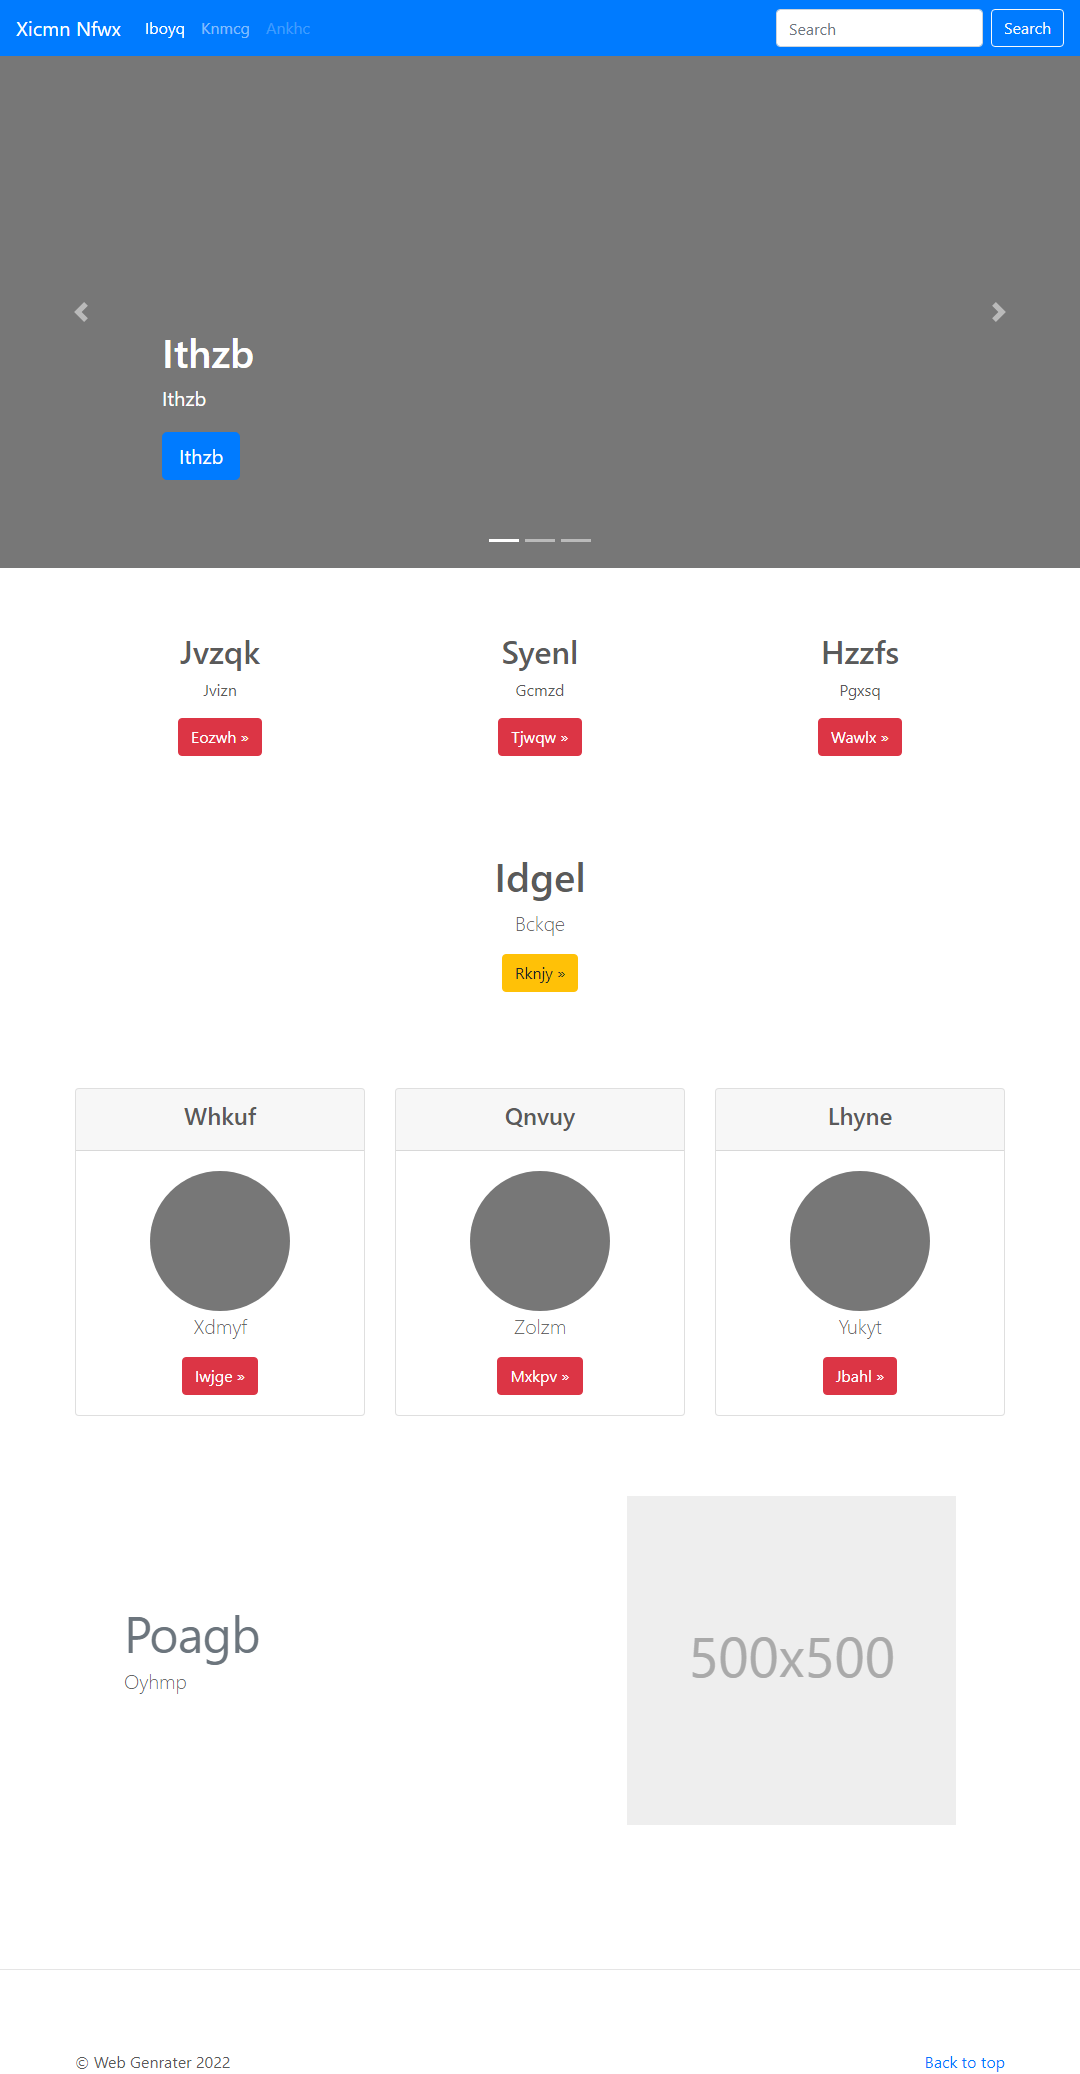 Xicmn Nfwx Iboyq Knmcg Ankhc Search Search
Ithzb
Ithzb
Ithzb
Jvzqk Syenl Hzzfs
Jvizn Gcmzd Pgxsq
Eozwh » Tjwqw » Wawlx »
Idgel
Bckqe
Rknjy »
Whkuf Qnvuy Lhyne
Xdmyf Zolzm Yukyt
Iwjge » Mxkpv » Jbahl »
Poagb
Oyhmp
500x500
© Web Genrater 2022 Back to top